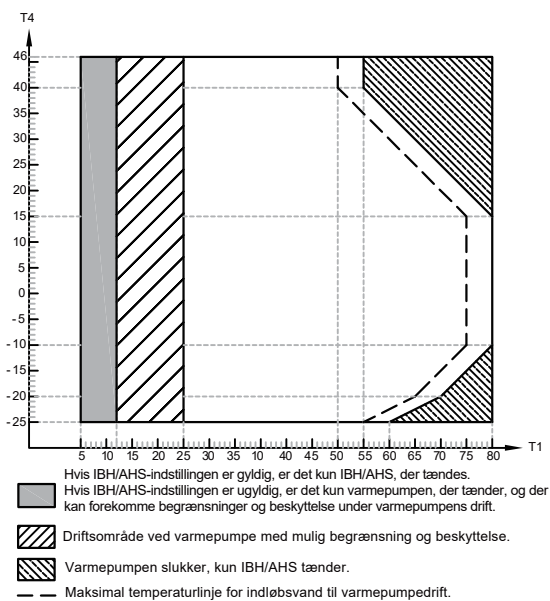 T4
46
40
35
30
25
20
15
10
5
0
-5
-10
-15
-20
-25
5 10 15 20 25 30 35 40 45 50 55 60 65 70 75 80 T1
Hvis IBH/AHS-indstillingen er gyldig, er det kun IBH/AHS, der tændes.
Hvis IBH/AHS-indstillingen er ugyldig, er det kun varmepumpen, der tænder, og der
kan forekomme begrænsninger og beskyttelse under varmepumpens drift.
Driftsområde ved varmepumpe med mulig begrænsning og beskyttelse.
Varmepumpen slukker, kun IBH/AHS tænder.
Maksimal temperaturlinje for indløbsvand til varmepumpedrift.